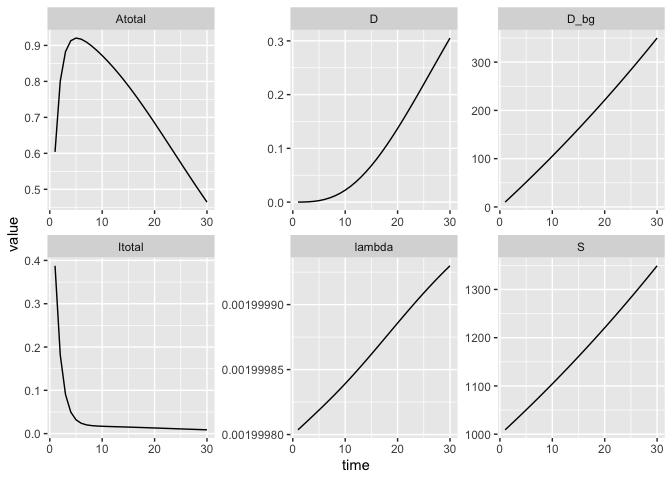 Atotal
D
D_bg
0.9
0.8
0.7
0.6
0.5
0.3
0.2
0.1
0.0
300
200
100
0
0 10 20 30
0 10 20 30
0 10 20 30
value
Itotal
lambda
S
0.4
0.3
0.2
0.1
0.0
0.00199990
0.00199985
0.00199980
1300
1200
1100
1000
0 10 20 30
0 10 20 30
0 10 20 30
time